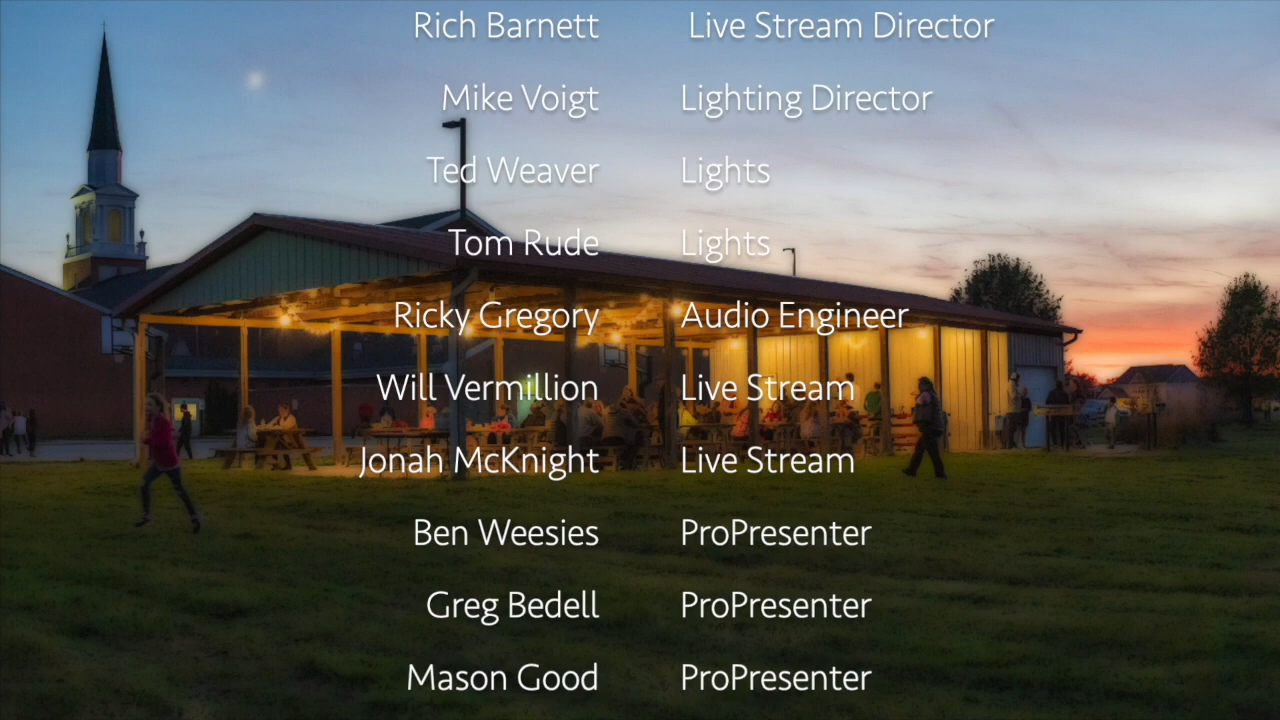 Rich Barnett Live Stream Director
Mike Voigt Lighting Director
Ted Weaver Lights
Tom Rude Lights
Ricky Gregory Audio Engineer
Will Vermillion Live Stream
Jonah McKnight Live Stream
Ben Weesies ProPresenter
Greg Bedell ProPresenter
Mason Good ProPresenter